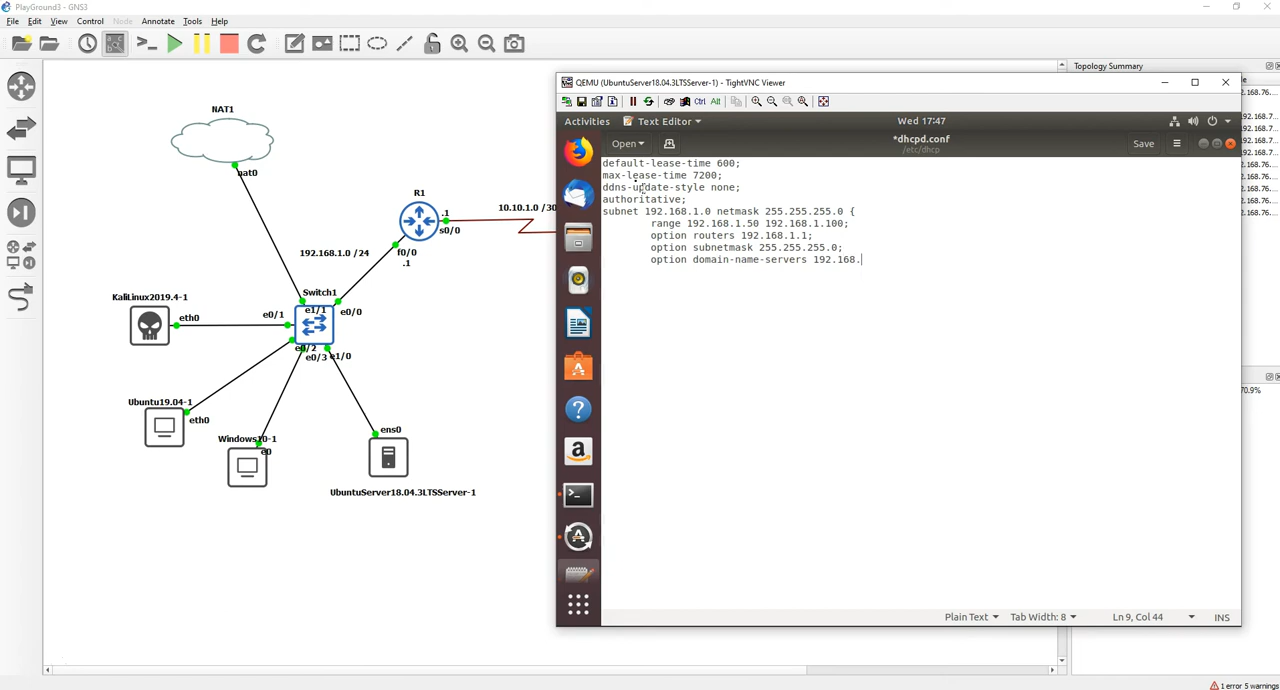 PlayGround3 - GNS3
File Edit View Control Node Annotate Tools Help
Topology Summary
QEMU (UbuntuServer18.04.3LTSServer-1) - TightVNC Viewer
Ctrl Alt
Activities
Text Editor
Wed 17:47
Open
*dhcpd.conf
/etc/dhcp
Save
default-lease-time 600;
max-lease-time 7200;
ddns-update-style none;
authoritative;
subnet 192.168.1.0 netmask 255.255.255.0 {
range 192.168.1.50 192.168.1.100;
option routers 192.168.1.1;
option subnetmask 255.255.255.0;
option domain-name-servers 192.168.
Plain Text
Tab Width: 8
Ln 9, Col 44
INS
NAT1
nat0
R1
.1
s0/0
10.10.1.0 /30
192.168.1.0 /24
f0/0
.1
Switch1
e1/1
e0/0
KaliLinux2019.4-1
eth0
e0/1
e0/2
e0/3
e1/0
Ubuntu19.04-1
eth0
Windows10-1
e0
ens0
UbuntuServer18.04.3LTSServer-1
70.9%
1 error 5 warnings